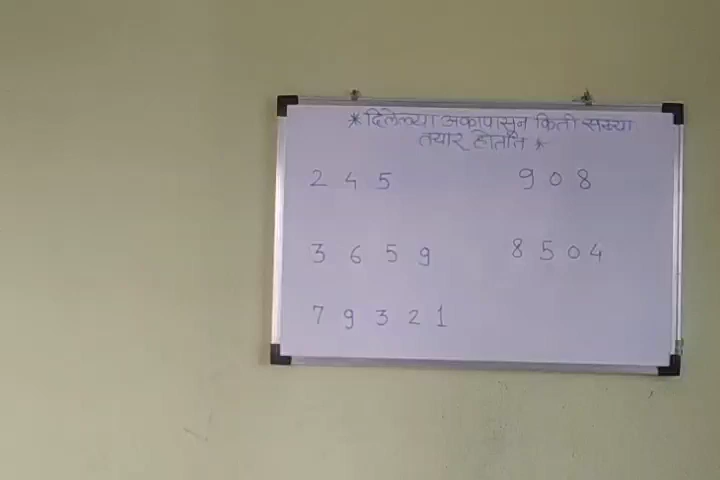 * दिलेल्या अंकापासून किती संख्या
तयार होतात *
2 4 5 9 0 8
3 6 5 9 8 5 0 4
7 9 3 2 1